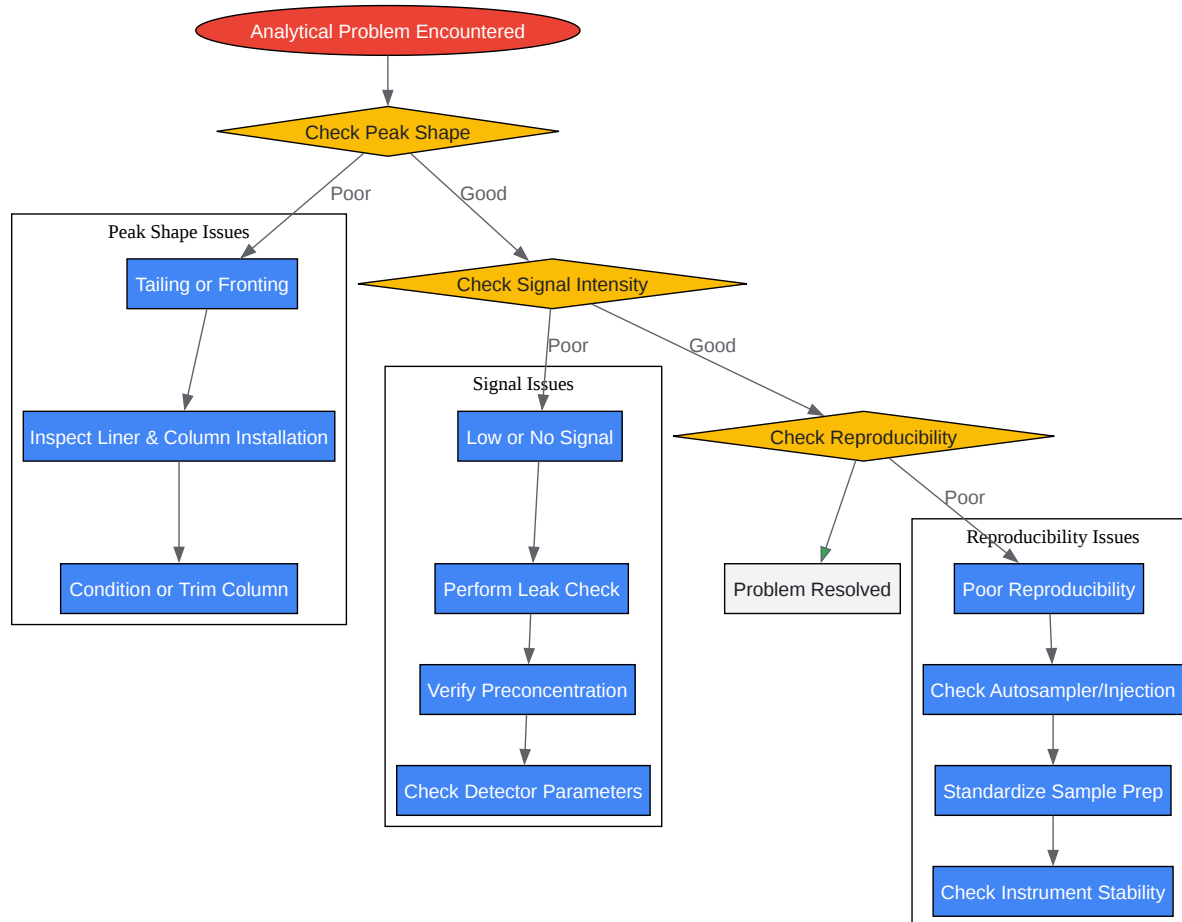 Analytical Problem Encountered
Check Peak Shape
Poor
Good
Peak Shape Issues
Tailing or Fronting
Inspect Liner & Column Installation
Condition or Trim Column
Check Signal Intensity
Poor
Good
Signal Issues
Low or No Signal
Perform Leak Check
Verify Preconcentration
Check Detector Parameters
Check Reproducibility
Poor
Problem Resolved
Reproducibility Issues
Poor Reproducibility
Check Autosampler/Injection
Standardize Sample Prep
Check Instrument Stability